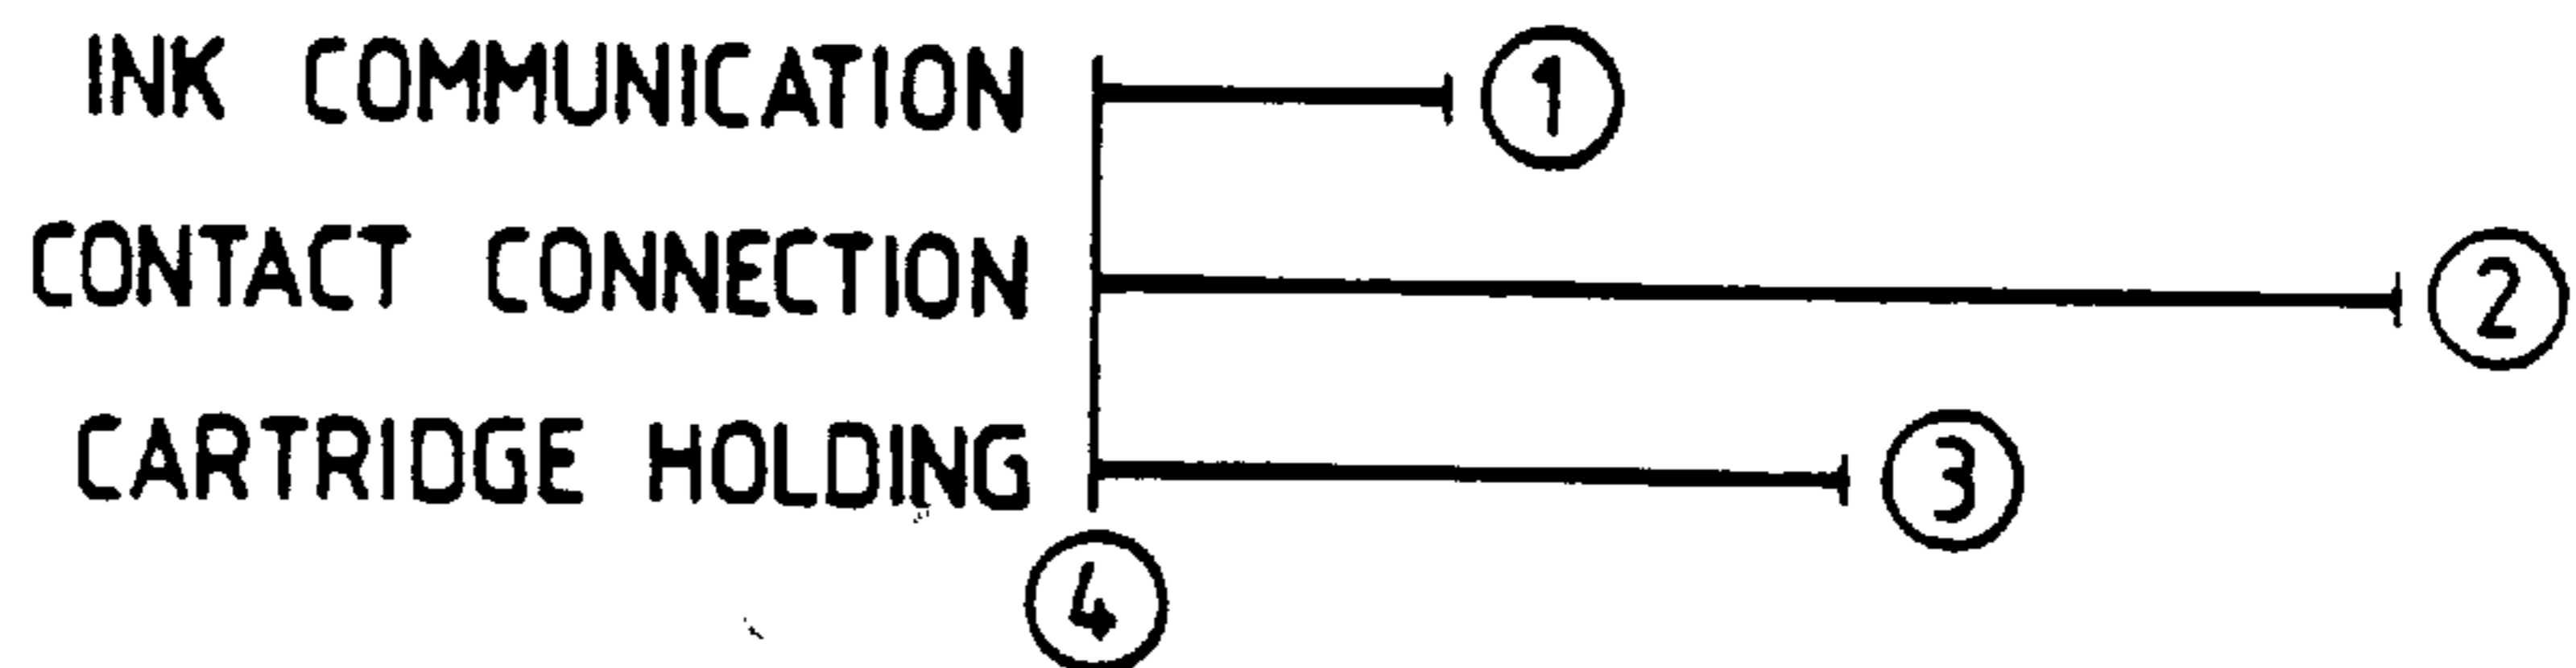 INK COMMUNICATION 1
CONTACT CONNECTION 2
CARTRIDGE HOLDING 3
4